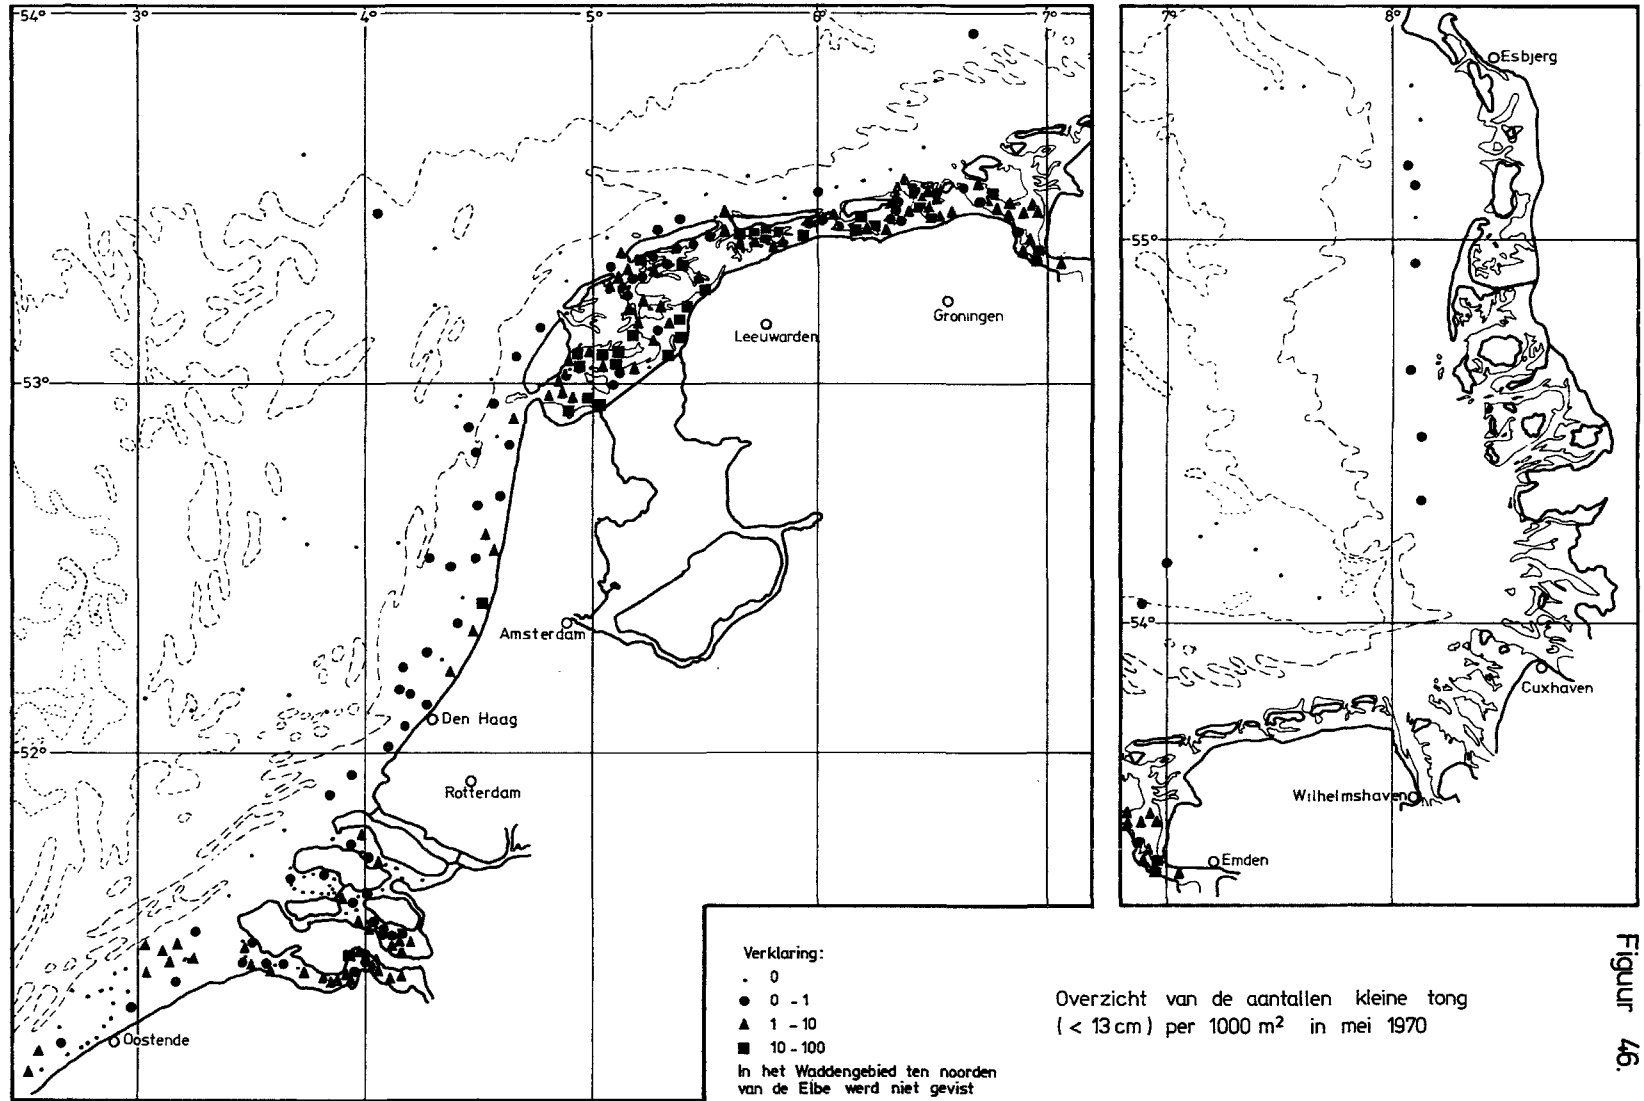 54° 3° 4° 5° 6° 7°
7° 8°
Esbjerg
55°
Groningen
Leeuwarden
53°
Amsterdam
54°
Cuxhaven
Den Haag
52°
Rotterdam
Wilhelmshaven
Emden
Oostende
Verklaring:
. 0
● 0 - 1
▲ 1 - 10
■ 10 - 100
In het Waddengebied ten noorden
van de Elbe werd niet gevist
Overzicht van de aantallen kleine tong
( < 13 cm ) per 1000 m² in mei 1970
Figuur 46.